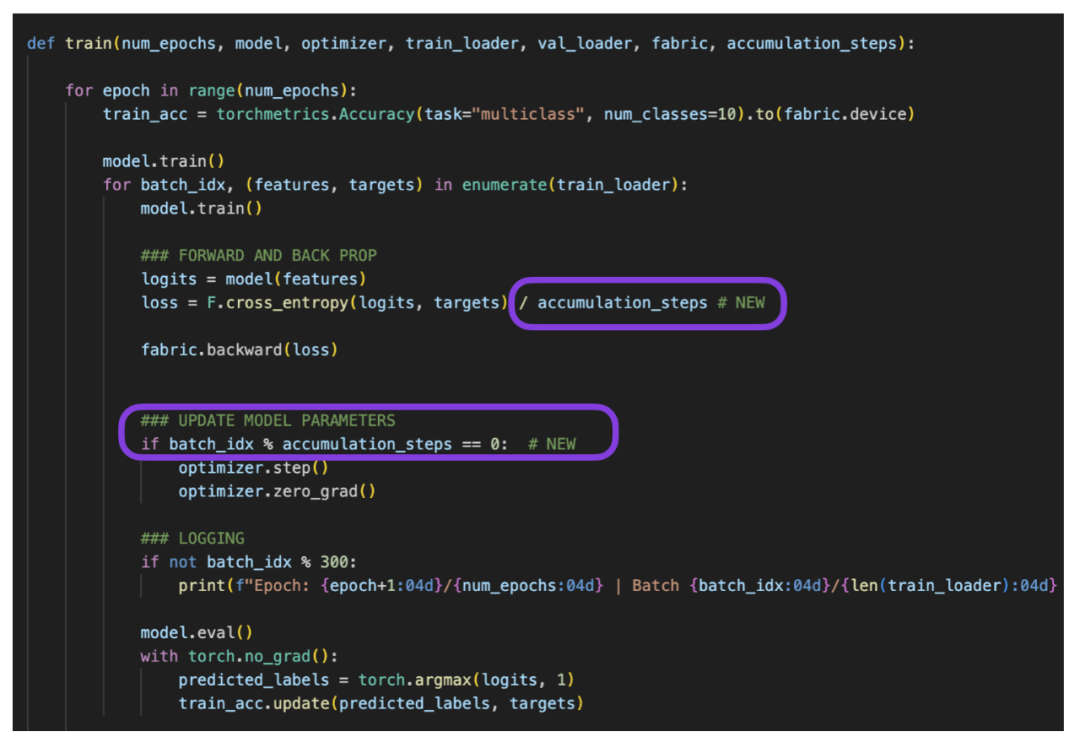 def train(num_epochs, model, optimizer, train_loader, val_loader, fabric, accumulation_steps):
for epoch in range(num_epochs):
train_acc = torchmetrics.Accuracy(task="multiclass", num_classes=10).to(fabric.device)
model.train()
for batch_idx, (features, targets) in enumerate(train_loader):
model.train()
### FORWARD AND BACK PROP
logits = model(features)
loss = F.cross_entropy(logits, targets) / accumulation_steps # NEW
fabric.backward(loss)
### UPDATE MODEL PARAMETERS
if batch_idx % accumulation_steps == 0:  # NEW
optimizer.step()
optimizer.zero_grad()
### LOGGING
if not batch_idx % 300:
print(f"Epoch: {epoch+1:04d}/{num_epochs:04d} | Batch {batch_idx:04d}/{len(train_loader):04d}
model.eval()
with torch.no_grad():
predicted_labels = torch.argmax(logits, 1)
train_acc.update(predicted_labels, targets)